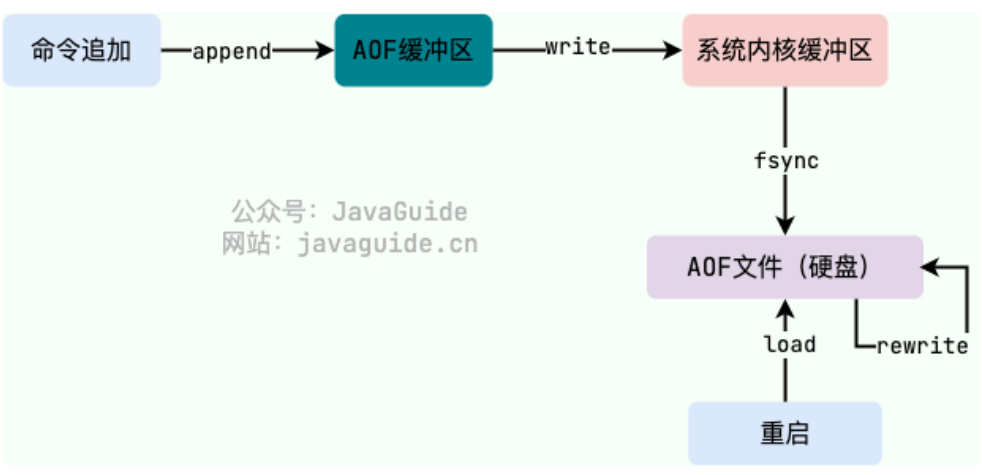 命令追加
append
AOF缓冲区
write
系统内核缓冲区
fsync
公众号：JavaGuide
网站：javaguide.cn
AOF文件（硬盘）
load
rewrite
重启